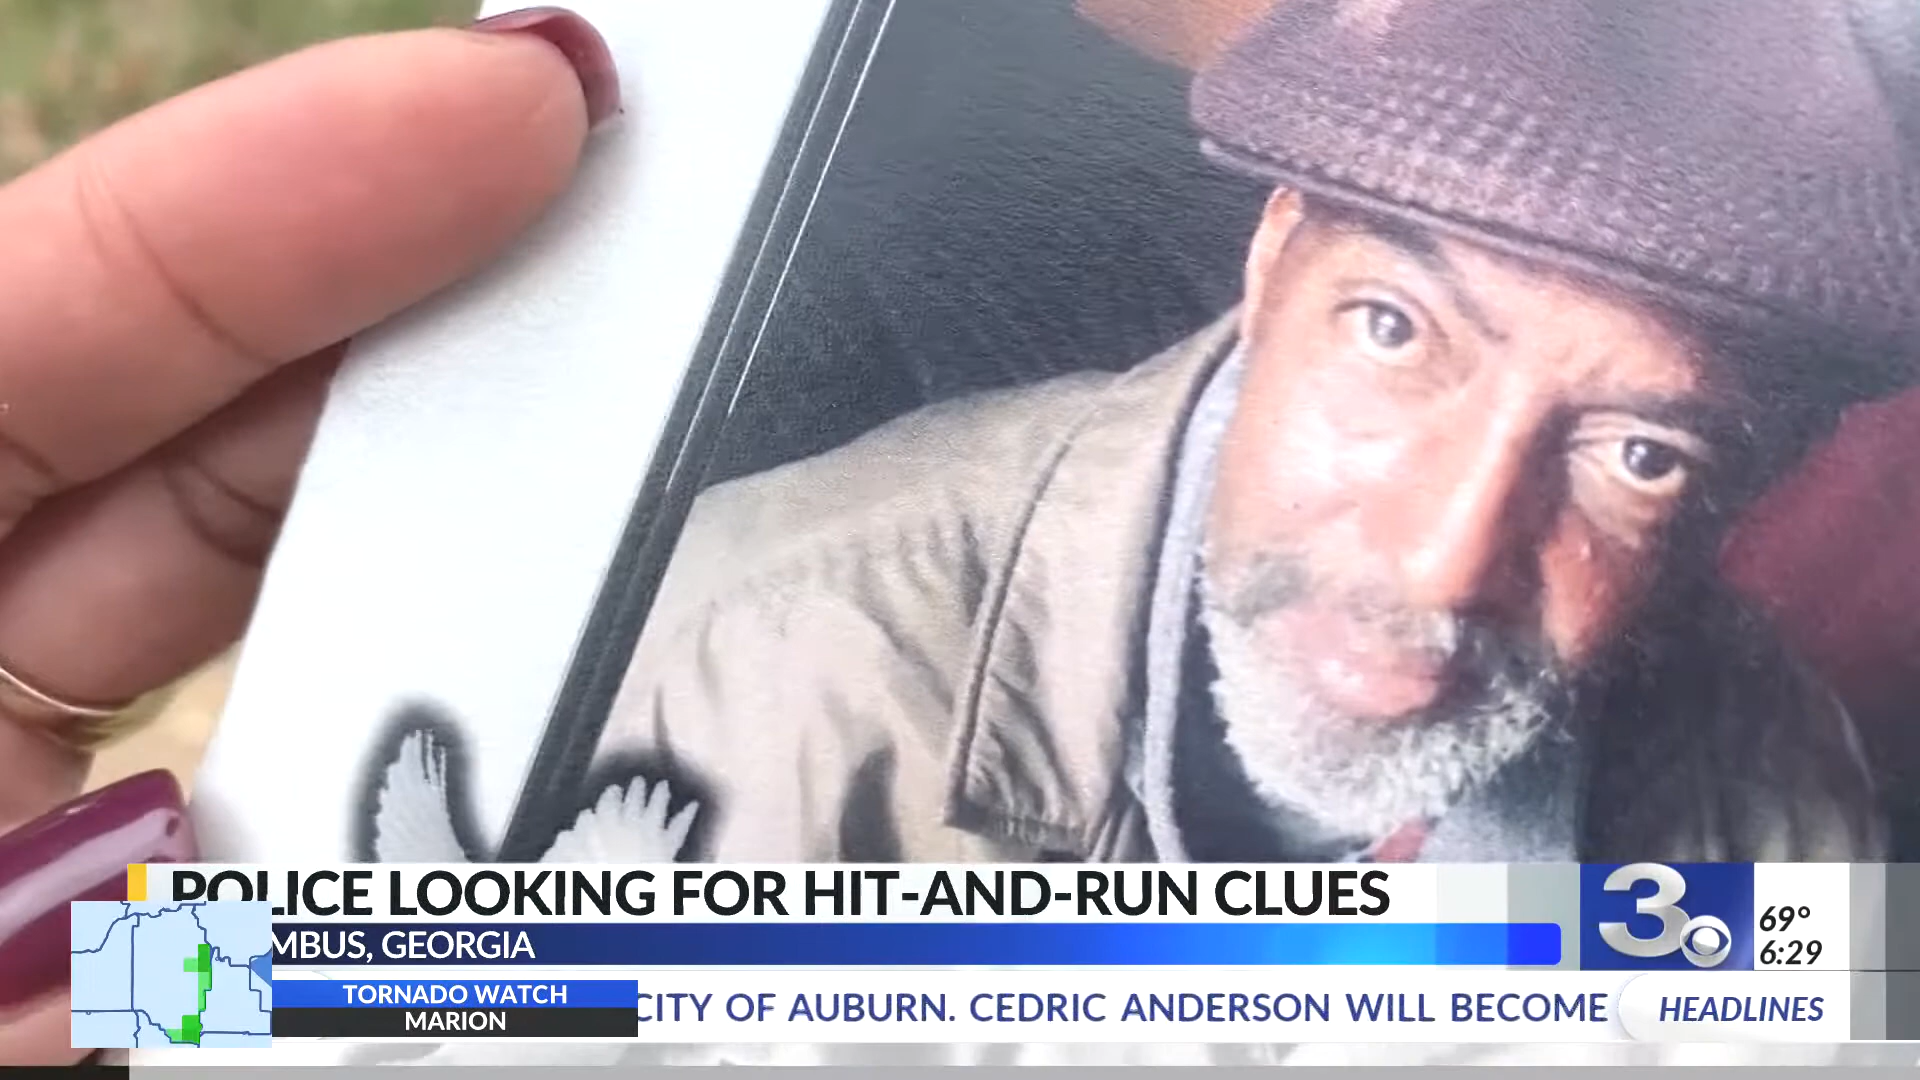 POLICE LOOKING FOR HIT-AND-RUN CLUES
MBUS, GEORGIA
3
69°
6:29
TORNADO WATCH
MARION
CITY OF AUBURN. CEDRIC ANDERSON WILL BECOME
HEADLINES